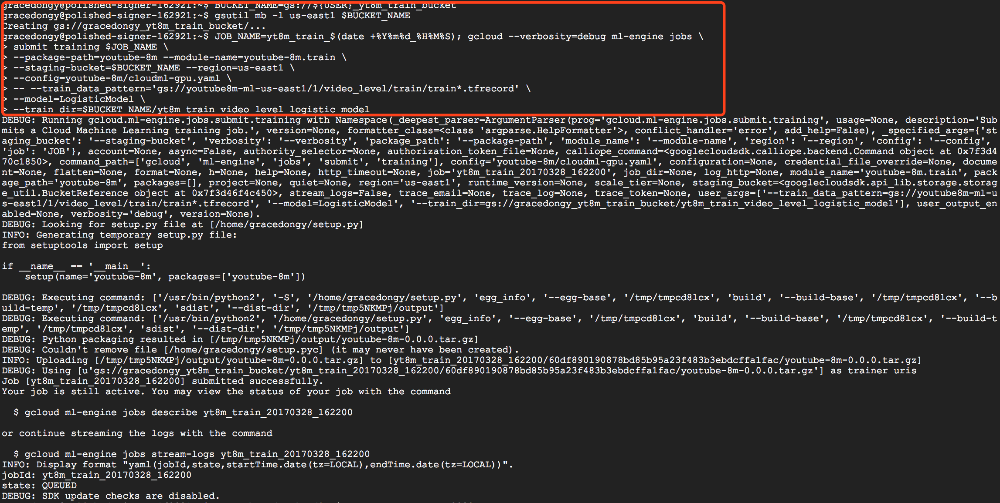 gracedongy@polished-signer-162921:~$ BUCKET_NAME=gs://${USER}_yt8m_train_bucket
gracedongy@polished-signer-162921:~$ gsutil mb -l us-east1 $BUCKET_NAME
Creating gs://gracedongy_yt8m_train_bucket/...
gracedongy@polished-signer-162921:~$ JOB_NAME=yt8m_train_$(date +%Y%m%d_%H%M%S); gcloud --verbosity=debug ml-engine jobs \
> submit training $JOB_NAME \
> --package-path=youtube-8m --module-name=youtube-8m.train \
> --staging-bucket=$BUCKET_NAME --region=us-east1 \
> --config=youtube-8m/cloudml-gpu.yaml \
> -- --train_data_pattern='gs://youtube8m-ml-us-east1/1/video_level/train/train*.tfrecord' \
> --model=LogisticModel \
> --train_dir=$BUCKET_NAME/yt8m_train_video_level_logistic_model
DEBUG: Running gcloud.ml-engine.jobs.submit.training with Namespace(_deepest_parser=ArgumentParser(prog='gcloud.ml-engine.jobs.submit.training', usage=None, description='Sub
mits a Cloud Machine Learning training job.', version=None, formatter_class=<class 'argparse.HelpFormatter'>, conflict_handler='error', add_help=False), _specified_args={'st
aging_bucket': '--staging-bucket', 'verbosity': '--verbosity', 'package_path': '--package-path', 'module_name': '--module-name', 'region': '--region', 'config': '--config',
'job': 'JOB'}, account=None, async=False, authority_selector=None, authorization_token_file=None, calliope_command=<googlecloudsdk.calliope.backend.Command object at 0x7f3d4
70c1850>, command_path=['gcloud', 'ml-engine', 'jobs', 'submit', 'training'], config='youtube-8m/cloudml-gpu.yaml', configuration=None, credential_file_override=None, docume
nt=None, flatten=None, format=None, h=None, help=None, http_timeout=None, job='yt8m_train_20170328_162200', job_dir=None, log_http=None, module_name='youtube-8m.train', pack
age_path='youtube-8m', packages=[], project=None, quiet=None, region='us-east1', runtime_version=None, scale_tier=None, staging_bucket=<googlecloudsdk.api_lib.storage.storag
e_util.BucketReference object at 0x7f3d46f4c450>, stream_logs=False, trace_email=None, trace_log=None, trace_token=None, user_args=['--train_data_pattern=gs://youtube8m-ml-u
s-east1/1/video_level/train/train*.tfrecord', '--model=LogisticModel', '--train_dir=gs://gracedongy_yt8m_train_bucket/yt8m_train_video_level_logistic_model'], user_output_en
abled=None, verbosity='debug', version=None).
DEBUG: Looking for setup.py file at [/home/gracedongy/setup.py]
INFO: Generating temporary setup.py file:
from setuptools import setup
if __name__ == '__main__':
    setup(name='youtube-8m', packages=['youtube-8m'])
DEBUG: Executing command: ['/usr/bin/python2', '-S', '/home/gracedongy/setup.py', 'egg_info', '--egg-base', '/tmp/tmpcd8lcx', 'build', '--build-base', '/tmp/tmpcd8lcx', '--b
uild-temp', '/tmp/tmpcd8lcx', 'sdist', '--dist-dir', '/tmp/tmp5NKMPj/output']
DEBUG: Executing command: ['/usr/bin/python2', '/home/gracedongy/setup.py', 'egg_info', '--egg-base', '/tmp/tmpcd8lcx', 'build', '--build-base', '/tmp/tmpcd8lcx', '--build-t
emp', '/tmp/tmpcd8lcx', 'sdist', '--dist-dir', '/tmp/tmp5NKMPj/output']
DEBUG: Python packaging resulted in [/tmp/tmp5NKMPj/output/youtube-8m-0.0.0.tar.gz]
DEBUG: Couldn't remove file [/home/gracedongy/setup.pyc] (it may never have been created).
INFO: Uploading [/tmp/tmp5NKMPj/output/youtube-8m-0.0.0.tar.gz] to [yt8m_train_20170328_162200/60df890190878bd85b95a23f483b3ebdcffa1fac/youtube-8m-0.0.0.tar.gz]
DEBUG: Using [u'gs://gracedongy_yt8m_train_bucket/yt8m_train_20170328_162200/60df890190878bd85b95a23f483b3ebdcffa1fac/youtube-8m-0.0.0.tar.gz'] as trainer uris
Job [yt8m_train_20170328_162200] submitted successfully.
Your job is still active. You may view the status of your job with the command
  $ gcloud ml-engine jobs describe yt8m_train_20170328_162200
or continue streaming the logs with the command
  $ gcloud ml-engine jobs stream-logs yt8m_train_20170328_162200
INFO: Display format "yaml(jobId,state,startTime.date(tz=LOCAL),endTime.date(tz=LOCAL))".
jobId: yt8m_train_20170328_162200
state: QUEUED
DEBUG: SDK update checks are disabled.